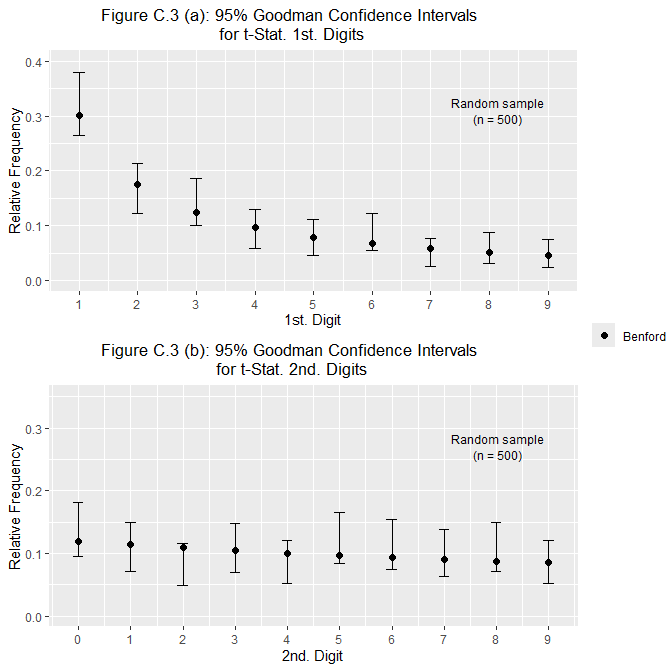 Figure C.3 (a): 95% Goodman Confidence Intervals
for t-Stat. 1st. Digits
Relative Frequency
0.4
0.3
0.2
0.1
0.0
Random sample
(n = 500)
1 2 3 4 5 6 7 8 9
1st. Digit
Figure C.3 (b): 95% Goodman Confidence Intervals
for t-Stat. 2nd. Digits
Relative Frequency
0.3
0.2
0.1
0.0
Random sample
(n = 500)
0 1 2 3 4 5 6 7 8 9
2nd. Digit
Benford